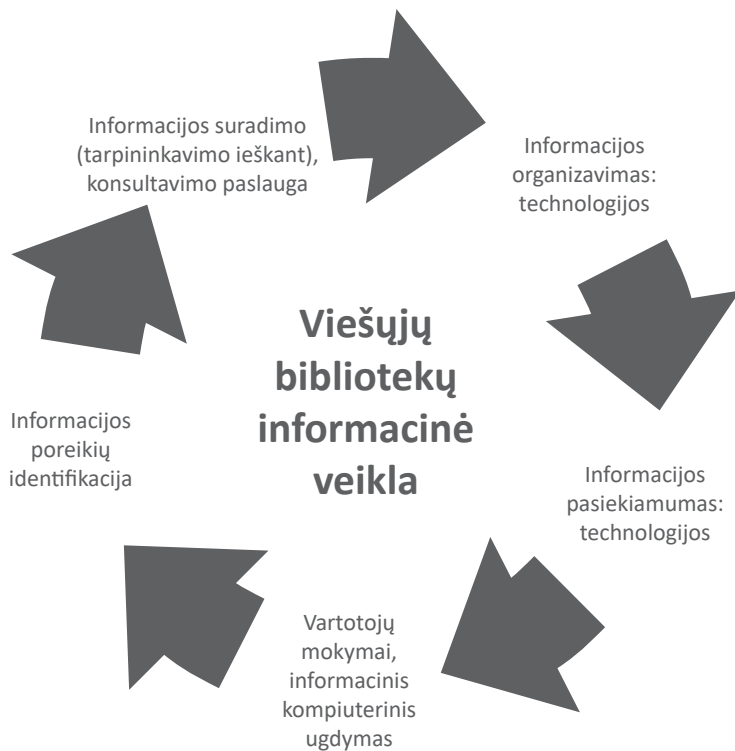 Informacijos suradimo
(tarpininkavimo ieškant),
konsultavimo paslauga
Informacijos
organizavimas:
technologijos
Viešųjų
bibliotekų
informacinė
veikla
Informacijos
poreikių
identifikacija
Informacijos
pasiekiamumas:
technologijos
Vartotojų
mokymai,
informacinis
kompiuterinis
ugdymas